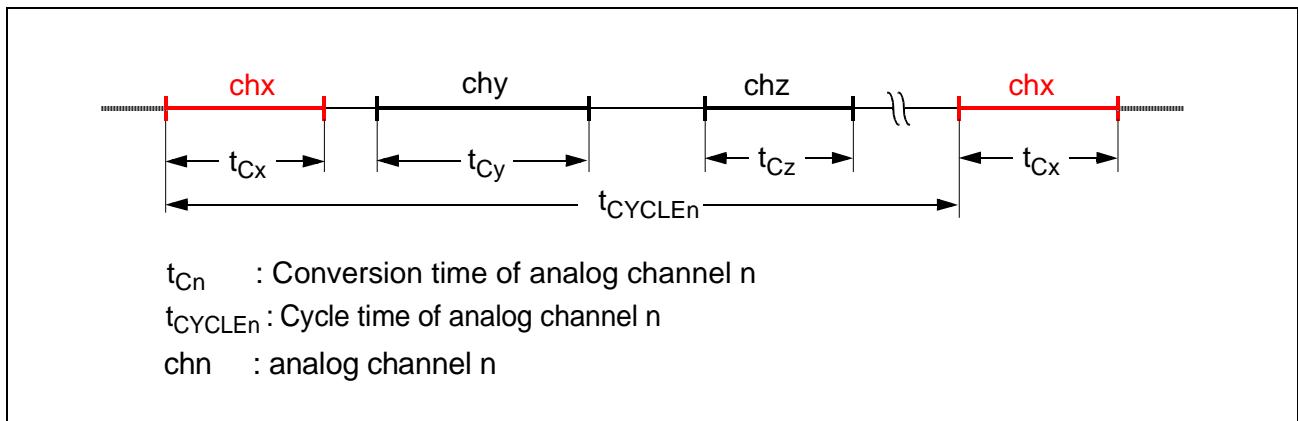 chx chy chz chx
tCx tCy tCz tCx
tCYCLEn
tCn : Conversion time of analog channel n
tCYCLEn : Cycle time of analog channel n
chn : analog channel n